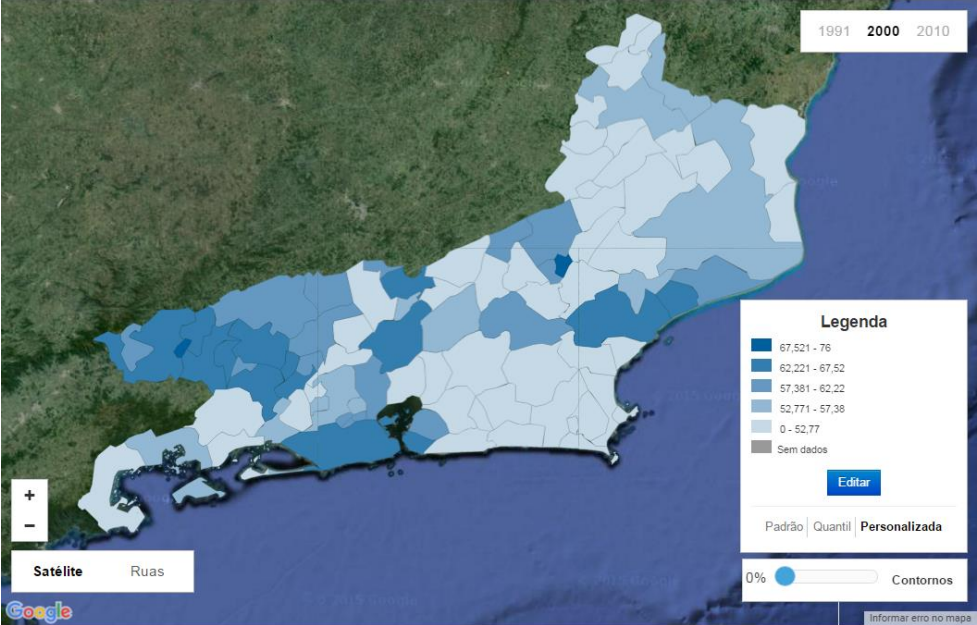 1991 2000 2010
Google
Legenda
67,521 - 76
62,221 - 67,52
57,381 - 62,22
52,771 - 57,38
0 - 52,77
Sem dados
Editar
Padrão Quantil Personalizada
+
−
Satélite Ruas
0% Contornos
Google
Informar erro no mapa